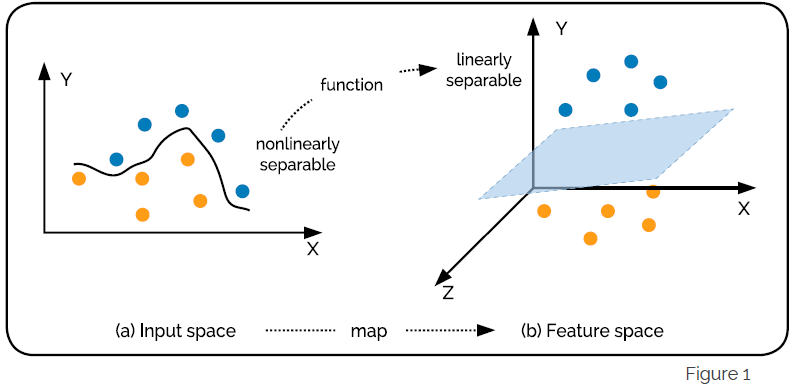 Y
X
nonlinearly
separable
function
linearly
separable
Y
X
Z
(a) Input space
map
(b) Feature space
Figure 1